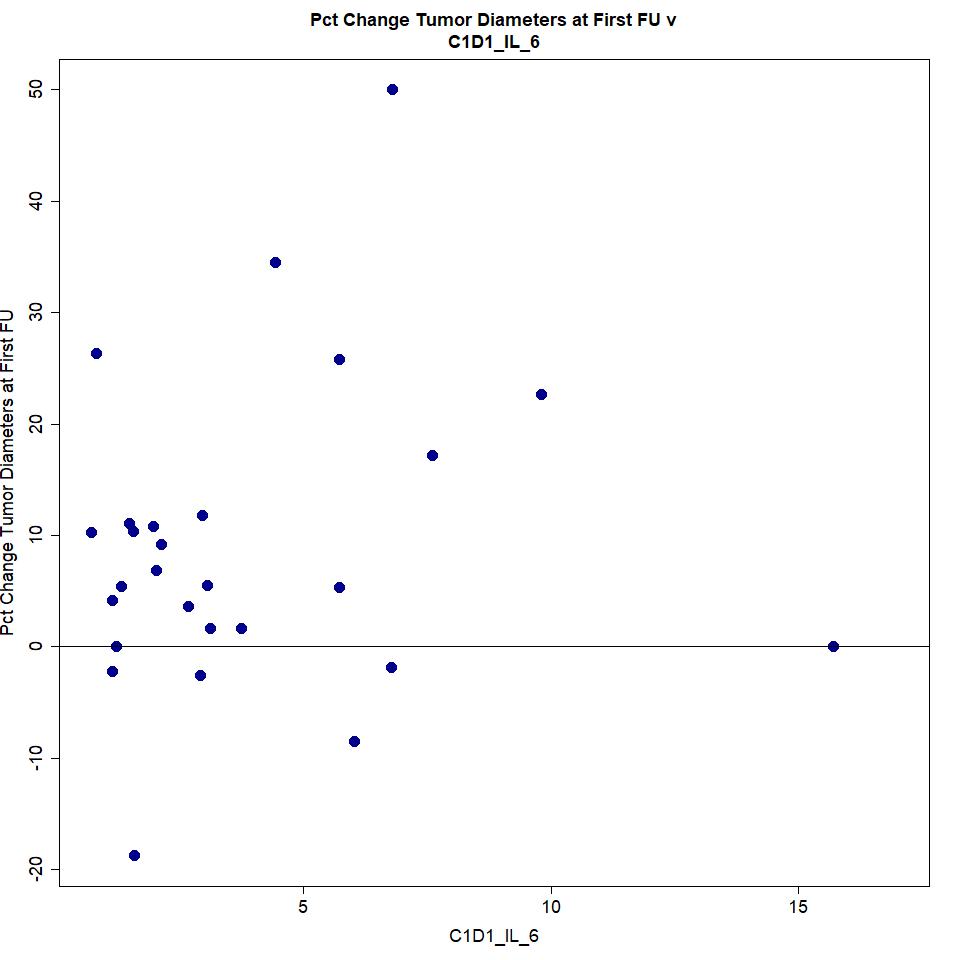 Pct Change Tumor Diameters at First FU v
C1D1_IL_6
Pct Change Tumor Diameters at First FU
50
40
30
20
10
0
-10
-20
5
10
15
C1D1_IL_6